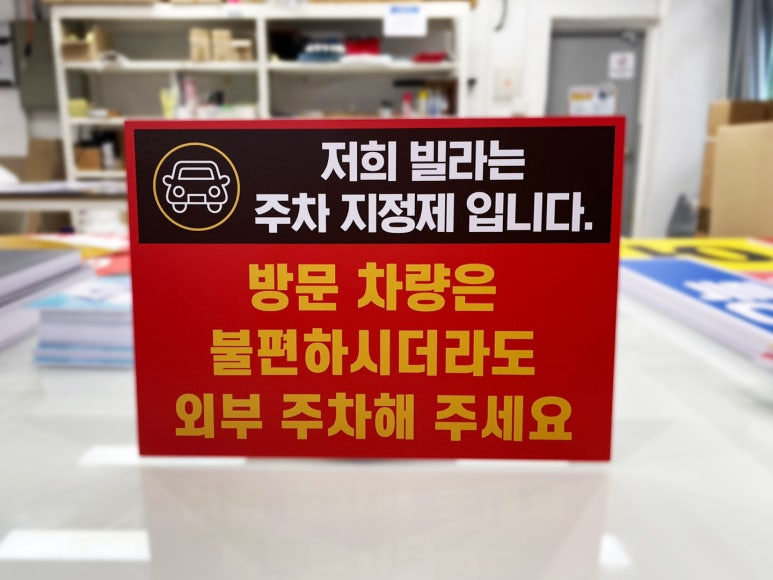 저희 빌라는
주차 지정제 입니다.
방문 차량은
불편하시더라도
외부 주차해 주세요